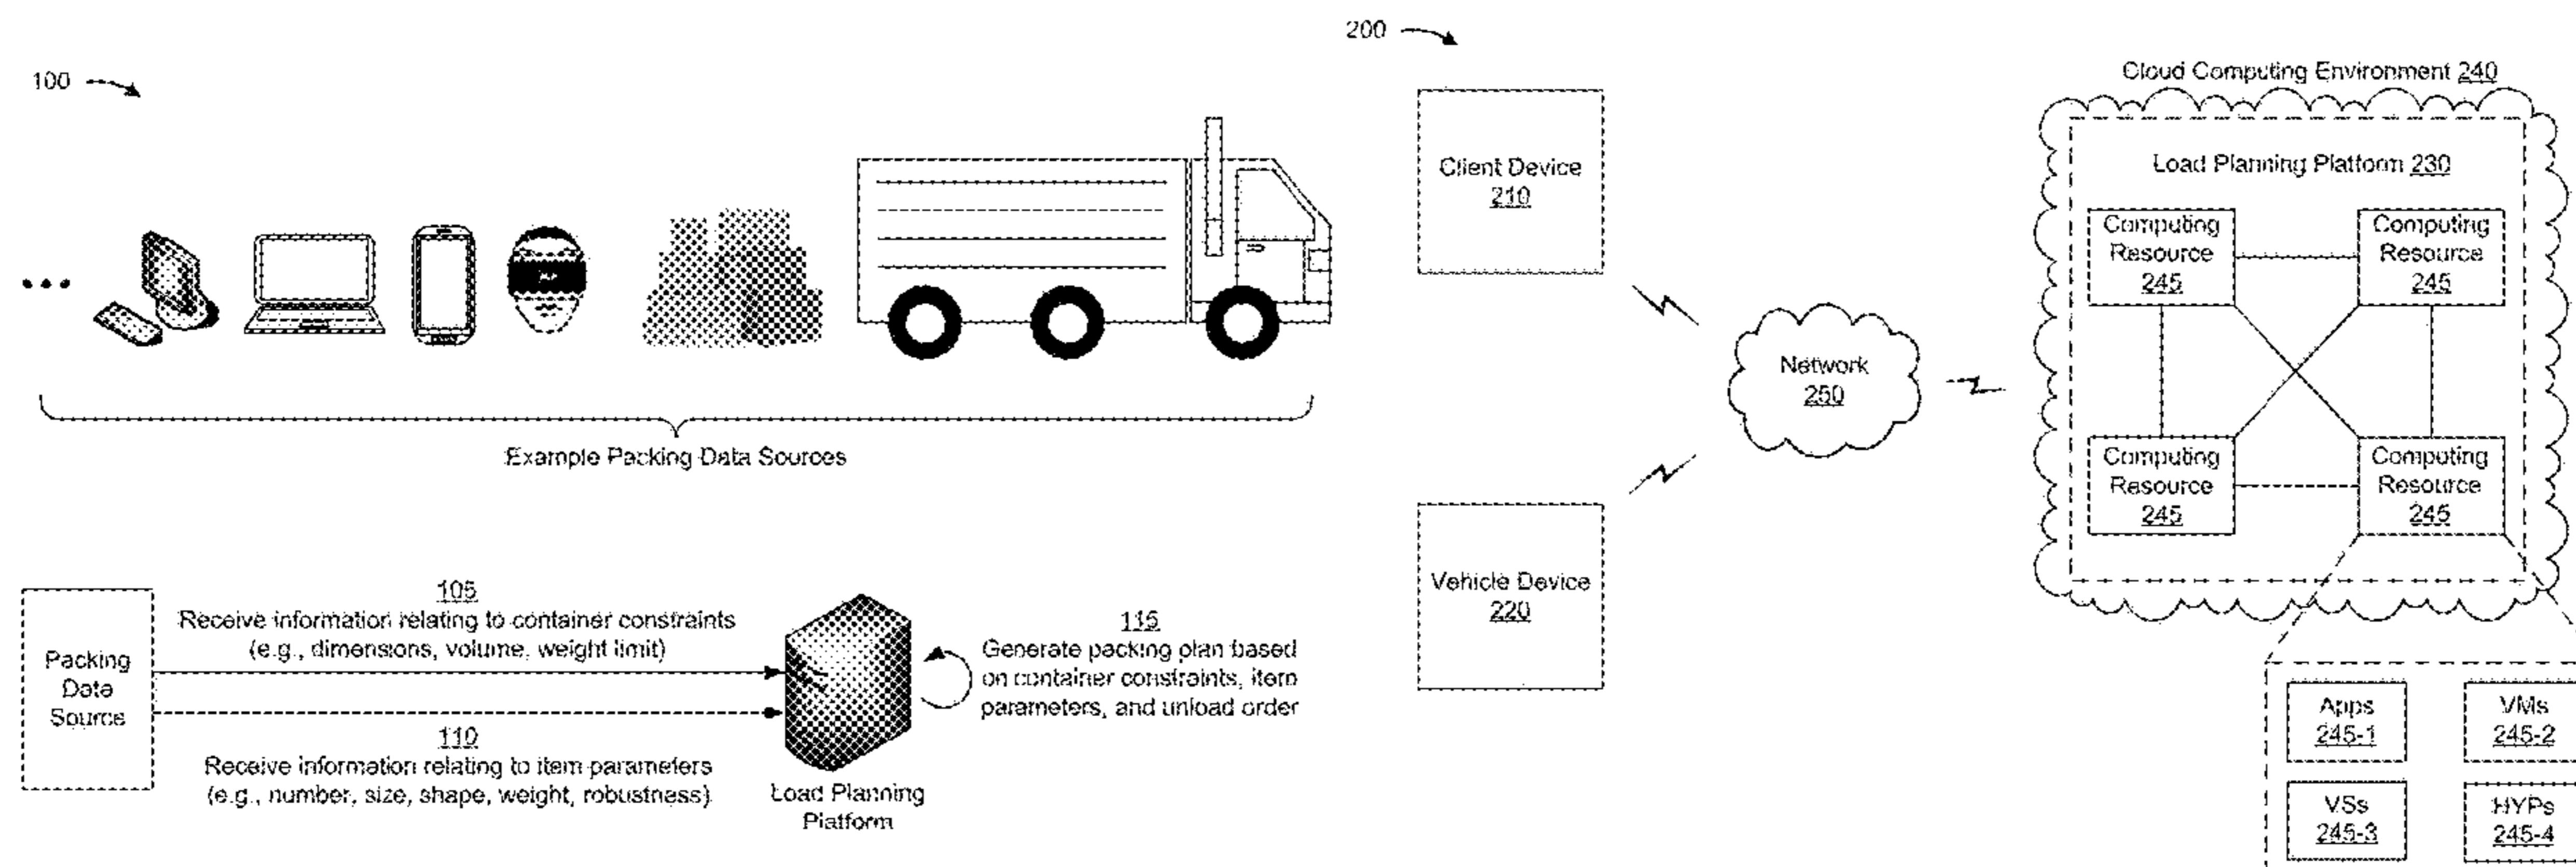 100
Example Packing Data Sources
Packing
Data
Source
105
Receive information relating to container constraints
(e.g., dimensions, volume, weight limit)
110
Receive information relating to item parameters
(e.g., number, size, shape, weight, robustness)
Load Planning
Platform
115
Generate packing plan based
on container constraints, item
parameters, and unload order
200
Client Device
210
Vehicle Device
220
Network
250
Cloud Computing Environment 240
Load Planning Platform 230
Computing
Resource
245
Computing
Resource
245
Computing
Resource
245
Computing
Resource
245
Apps
245-1
VMs
245-2
VSs
245-3
HYPs
245-4